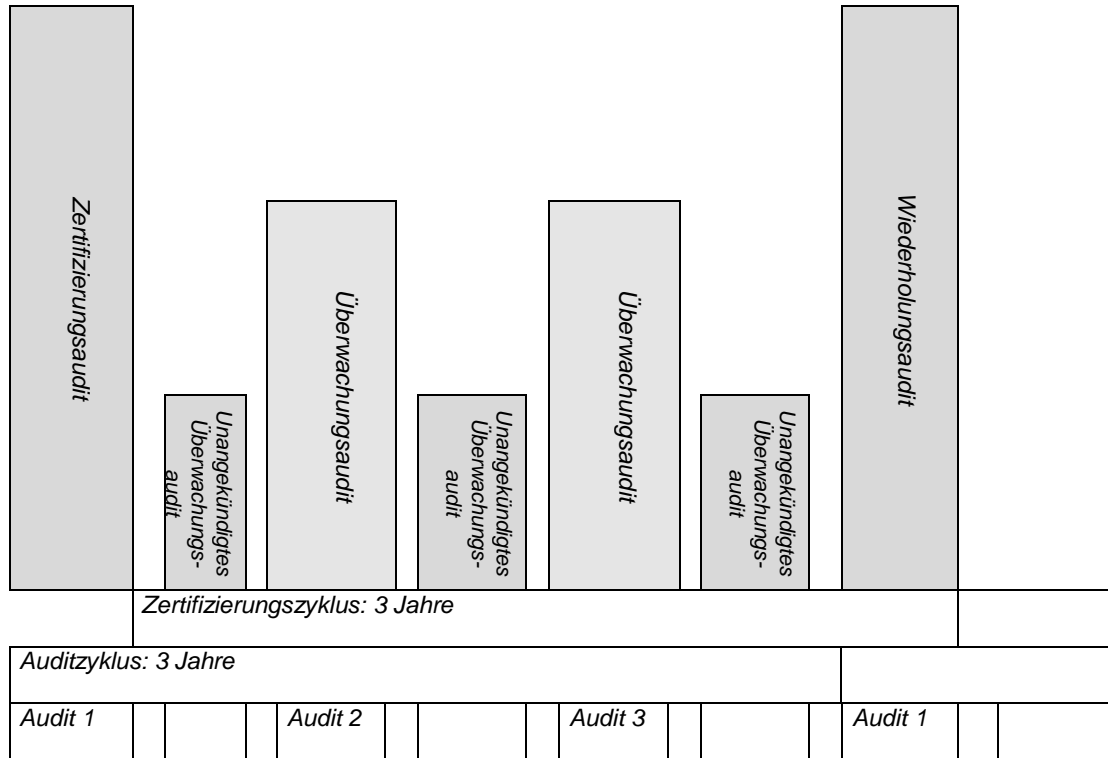 Zertifizierungsaudit
Unangekündigtes
Überwachungs-
audit
Überwachungsaudit
Unangekündigtes
Überwachungs-
audit
Überwachungsaudit
Unangekündigtes
Überwachungs-
audit
Wiederholungsaudit
Zertifizierungszyklus: 3 Jahre
Auditzyklus: 3 Jahre
Audit 1
Audit 2
Audit 3
Audit 1